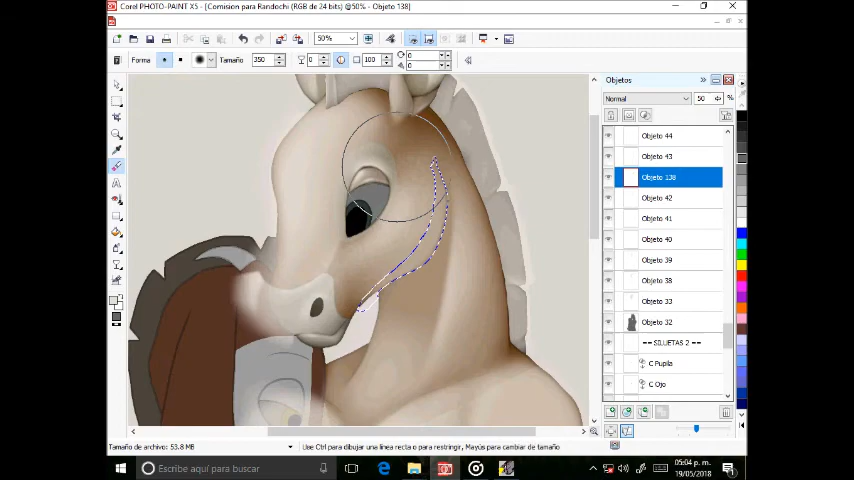 Corel PHOTO-PAINT X5 - [Comision para Randochi (RGB de 24 bits) @50% - Objeto 138]
50%
Forma
Tamaño
350
0
100
0
0
Objetos
Normal
50
%
Objeto 44
Objeto 43
Objeto 138
Objeto 42
Objeto 41
Objeto 40
Objeto 39
Objeto 38
Objeto 33
Objeto 32
== SILUETAS 2 ==
C Pupila
C Ojo
Tamaño de archivo: 53.8 MB
Use Ctrl para dibujar una línea recta o para restringir, Mayús para cambiar de tamaño
Escribe aquí para buscar
05:04 p. m.
19/05/2018